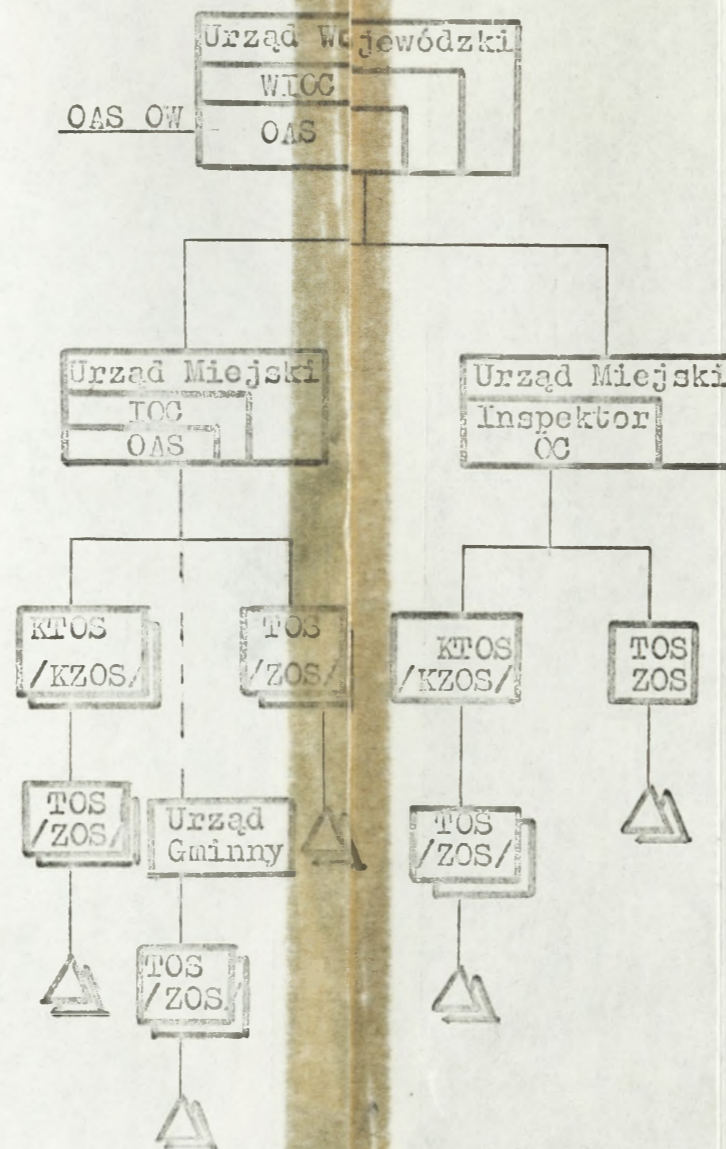 Urząd Wojewódzki
WIOC
OAS OW
OAS
Urząd Miejski
IOC
OAS
Urząd Miejski
Inspektor
OC
KTOS
/KZOS/
TOS
/ZOS/
KTOS
/KZOS/
TOS
ZOS
TOS
/ZOS/
Urząd
Gminny
TOS
/ZOS/
TOS
/ZOS/